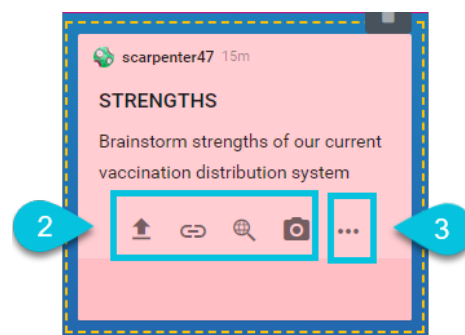 scarpenter47 15m
STRENGTHS
Brainstorm strengths of our current
vaccination distribution system
2
3